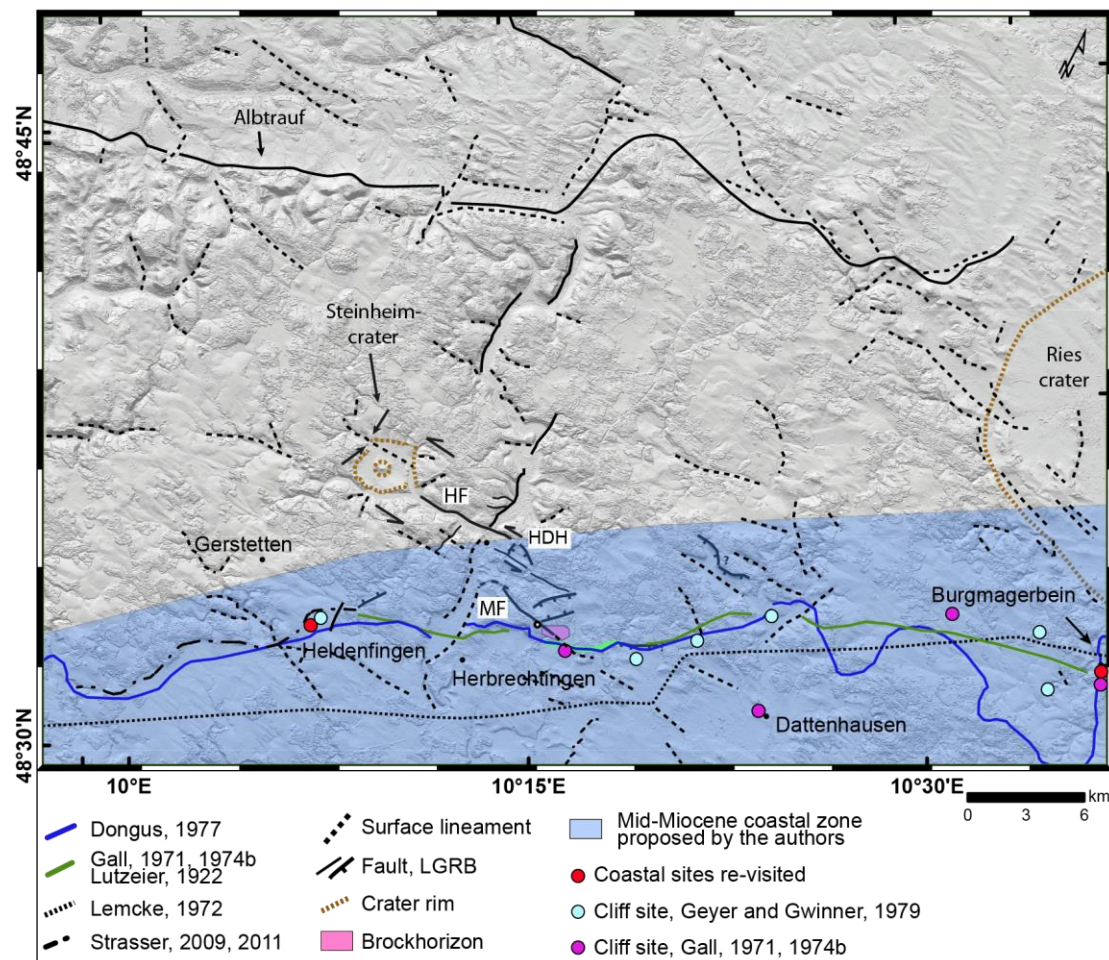 N
48°45'N
Albtrauf
Steinheim-
crater
Ries
crater
HF
HDH
Gerstetten
MF
?
Burgmagerbein
Heldenfingen
Herbrechtingen
Dattenhausen
48°30'N
10°E
10°15'E
10°30'E
km
0 3 6
Dongus, 1977
Gall, 1971, 1974b
Lutzeier, 1922
Lemcke, 1972
Strasser, 2009, 2011
Surface lineament
Fault, LGRB
Crater rim
Brockhorizon
Mid-Miocene coastal zone
proposed by the authors
Coastal sites re-visited
Cliff site, Geyer and Gwinner, 1979
Cliff site, Gall, 1971, 1974b